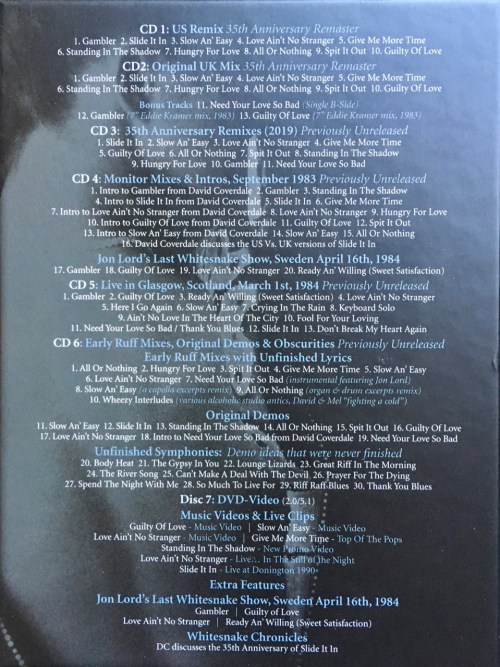 CD 1: US Remix 35th Anniversary Remaster
1. Gambler 2. Slide It In 3. Slow An' Easy 4. Love Ain't No Stranger 5. Give Me More Time
6. Standing In The Shadow 7. Hungry For Love 8. All Or Nothing 9. Spit It Out 10. Guilty Of Love
CD2: Original UK Mix 35th Anniversary Remaster
1. Gambler 2. Slide It In 3. Slow An' Easy 4. Love Ain't No Stranger 5. Give Me More Time
6. Standing In The Shadow 7. Hungry For Love 8. All Or Nothing 9. Spit It Out 10. Guilty Of Love
Bonus Tracks 11. Need Your Love So Bad (Single B-Side)
12. Gambler (7" Eddie Kramer mix, 1983) 13. Guilty Of Love (7" Eddie Kramer mix, 1983)
CD 3: 35th Anniversary Remixes (2019) Previously Unreleased
1. Slide It In 2. Slow An' Easy 3. Love Ain't No Stranger 4. Give Me More Time
5. Guilty Of Love 6. All Or Nothing 7. Spit It Out 8. Standing In The Shadow
9. Hungry For Love 10. Gambler 11. Need Your Love So Bad
CD 4: Monitor Mixes & Intros, September 1983 Previously Unreleased
1. Intro to Gambler from David Coverdale 2. Gambler 3. Standing In The Shadow
4. Intro to Slide It In from David Coverdale 5. Slide It In 6. Give Me More Time
7. Intro to Love Ain't No Stranger from David Coverdale 8. Love Ain't No Stranger 9. Hungry For Love
10. Intro to Guilty Of Love from David Coverdale 11. Guilty Of Love 12. Spit It Out
13. Intro to Slow An' Easy from David Coverdale 14. Slow An' Easy 15. All Or Nothing
16. David Coverdale discusses the US Vs. UK versions of Slide It In
Jon Lord's Last Whitesnake Show, Sweden April 16th, 1984
17. Gambler 18. Guilty Of Love 19. Love Ain't No Stranger 20. Ready An' Willing (Sweet Satisfaction)
CD 5: Live in Glasgow, Scotland, March 1st, 1984 Previously Unreleased
1. Gambler 2. Guilty Of Love 3. Ready An' Willing (Sweet Satisfaction) 4. Love Ain't No Stranger
5. Here I Go Again 6. Slow An' Easy 7. Crying In The Rain 8. Keyboard Solo
9. Ain't No Love In The Heart Of The City 10. Fool For Your Loving
11. Need Your Love So Bad / Thank You Blues 12. Slide It In 13. Don't Break My Heart Again
CD 6: Early Ruff Mixes, Original Demos & Obscurities Previously Unreleased
Early Ruff Mixes with Unfinished Lyrics
1. All Or Nothing 2. Hungry For Love 3. Spit It Out 4. Give Me More Time 5. Slow An' Easy
6. Love Ain't No Stranger 7. Need Your Love So Bad (instrumental featuring Jon Lord)
8. Slow An' Easy (a capella excerpts remix) 9. All Or Nothing (organ & drum excerpts remix)
10. Wheery Interludes (various alcoholic studio antics, David & Mel "fighting a cold")
Original Demos
11. Slow An' Easy 12. Slide It In 13. Standing In The Shadow 14. All Or Nothing 15. Spit It Out 16. Guilty Of Love
17. Love Ain't No Stranger 18. Intro to Need Your Love So Bad from David Coverdale 19. Need Your Love So Bad
Unfinished Symphonies: Demo ideas that were never finished
20. Body Heat 21. The Gypsy In You 22. Lounge Lizards 23. Great Riff In The Morning
24. The River Song 25. Can't Make A Deal With The Devil 26. Prayer For The Dying
27. Spend The Night With Me 28. So Much To Live For 29. Riff Raff-Blues 30. Thank You Blues
Disc 7: DVD-Video (2.0/5.1)
Music Videos & Live Clips
Guilty Of Love - Music Video | Slow An' Easy - Music Video
Love Ain't No Stranger - Music Video | Give Me More Time - Top Of The Pops
Standing In The Shadow - New Promo Video
Love Ain't No Stranger - Live... In The Still of the Night
Slide It In - Live at Donington 1990
Extra Features
Jon Lord's Last Whitesnake Show, Sweden April 16th, 1984
Gambler | Guilty of Love
Love Ain't No Stranger | Ready An' Willing (Sweet Satisfaction)
Whitesnake Chronicles
DC discusses the 35th Anniversary of Slide It In